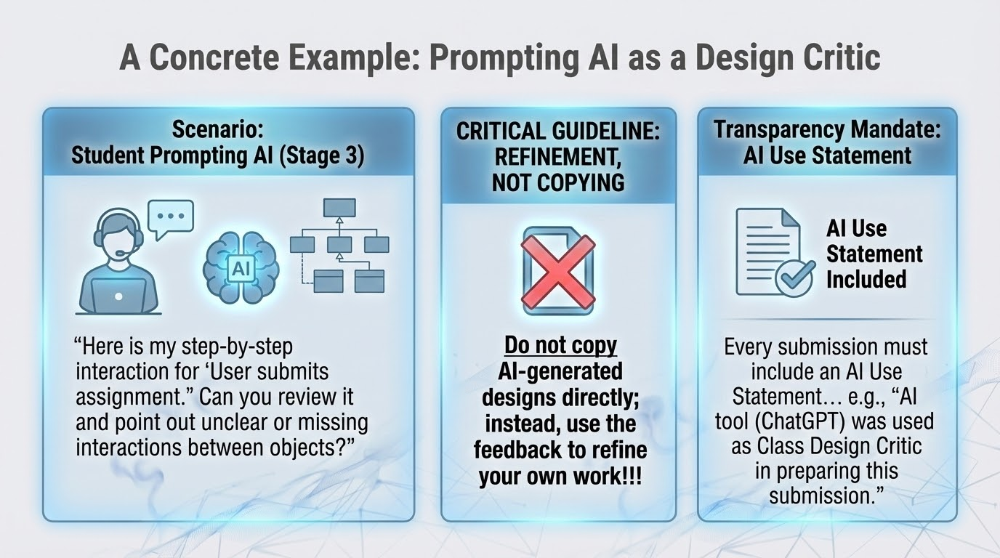 A Concrete Example: Prompting AI as a Design Critic
Scenario:
Student Prompting AI (Stage 3)
AI
“Here is my step-by-step
interaction for ‘User submits
assignment.” Can you review it
and point out unclear or missing
interactions between objects?”
CRITICAL GUIDELINE:
REFINEMENT,
NOT COPYING
Do not copy
AI-generated
designs directly;
instead, use the
feedback to refine
your own work!!!
Transparency Mandate:
AI Use Statement
AI Use
Statement
Included
Every submission must
include an AI Use
Statement... e.g., “AI
tool (ChatGPT) was used
as Class Design Critic
in preparing this
submission.”